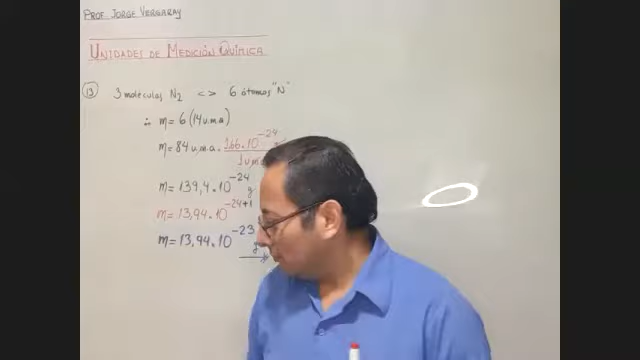 PROF JORGE VERGARAY
UNIDADES DE MEDICIÓN QUÍMICA
13 3 moléculas N₂ <> 6 átomos "N"
∴ m = 6 (14 u.m.a)
m = 84 u.m.a. 1,66 • 10⁻²⁴
1 u.m.a
m = 139,4 • 10⁻²⁴ g
m = 13,94 • 10⁻²⁴⁺¹
m = 13,94 • 10⁻²³ g